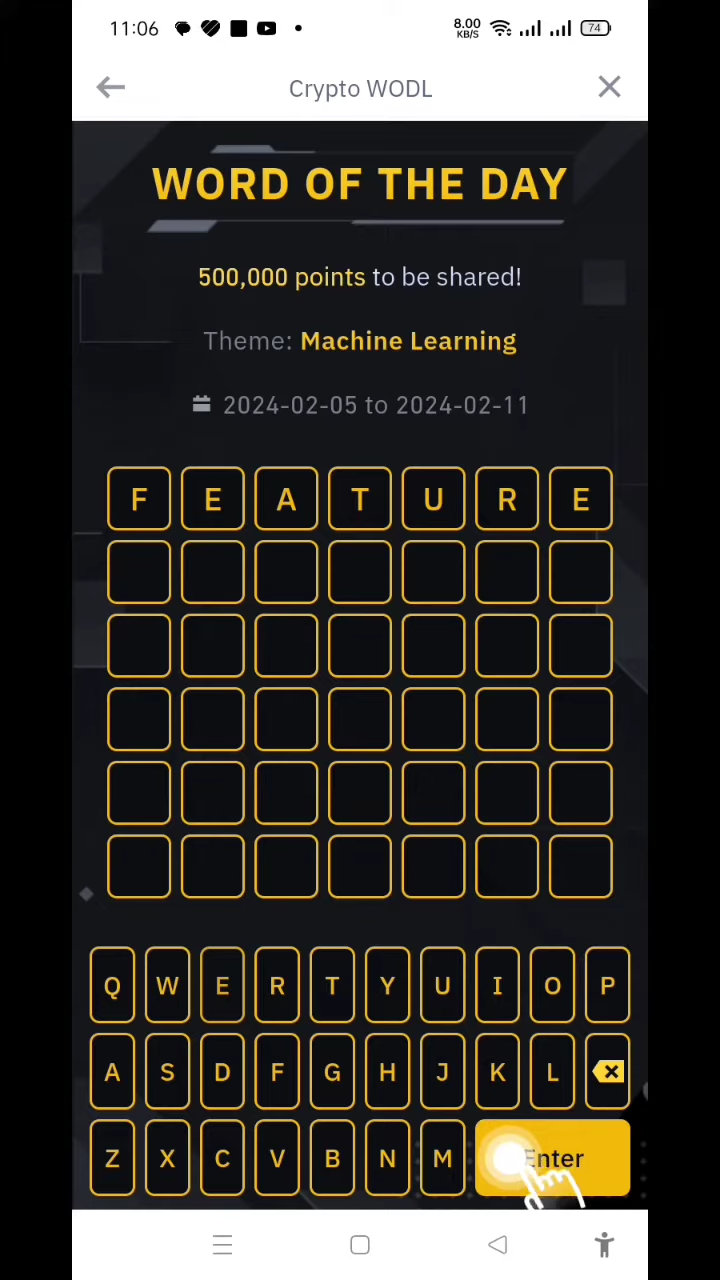 11:06 8.00 KB/S 74
Crypto WODL
WORD OF THE DAY
500,000 points to be shared!
Theme: Machine Learning
2024-02-05 to 2024-02-11
F E A T U R E
Q W E R T Y U I O P
A S D F G H J K L
Z X C V B N M Enter